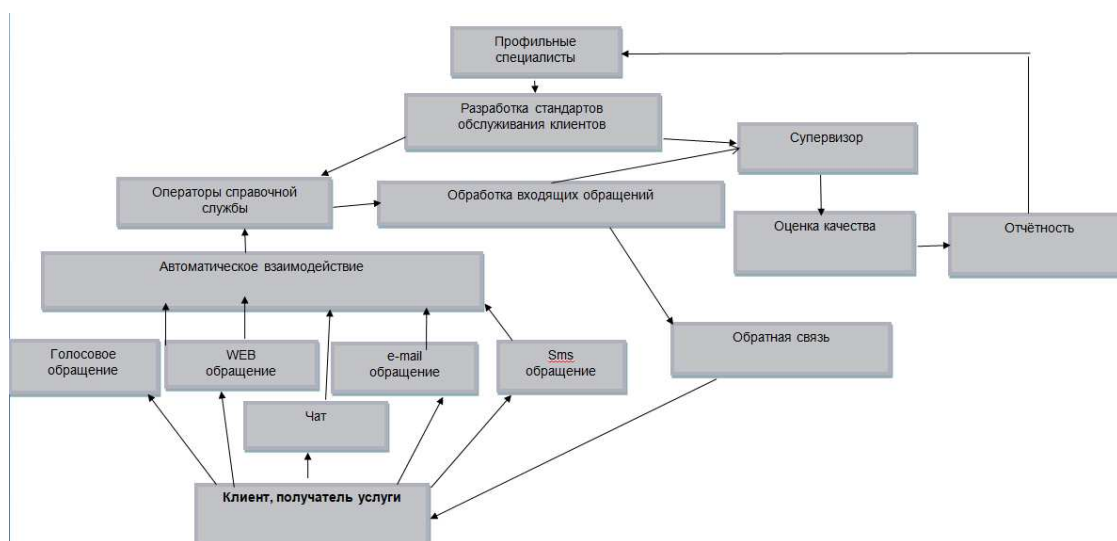 Профильные
специалисты
Разработка стандартов
обслуживания клиентов
Супервизор
Операторы справочной
службы
Обработка входящих обращений
Оценка качества
Отчётность
Автоматическое взаимодействие
Обратная связь
Голосовое
обращение
WEB
обращение
e-mail
обращение
Sms
обращение
Чат
Клиент, получатель услуги